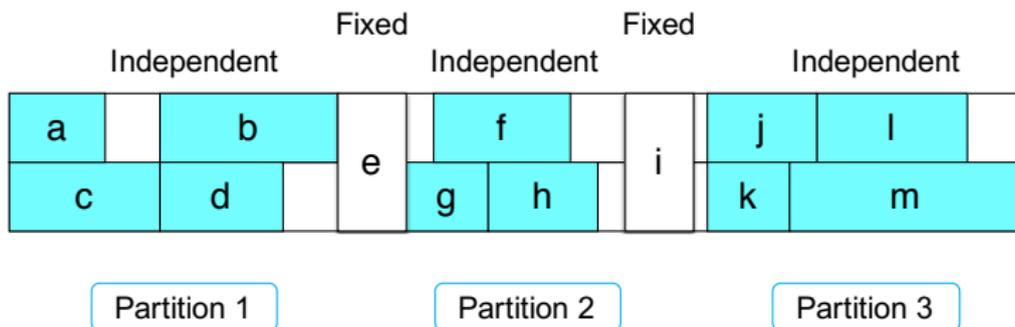 Fixed Fixed
Independent Independent Independent
a b e f i j l
c d g h k m
Partition 1 Partition 2 Partition 3